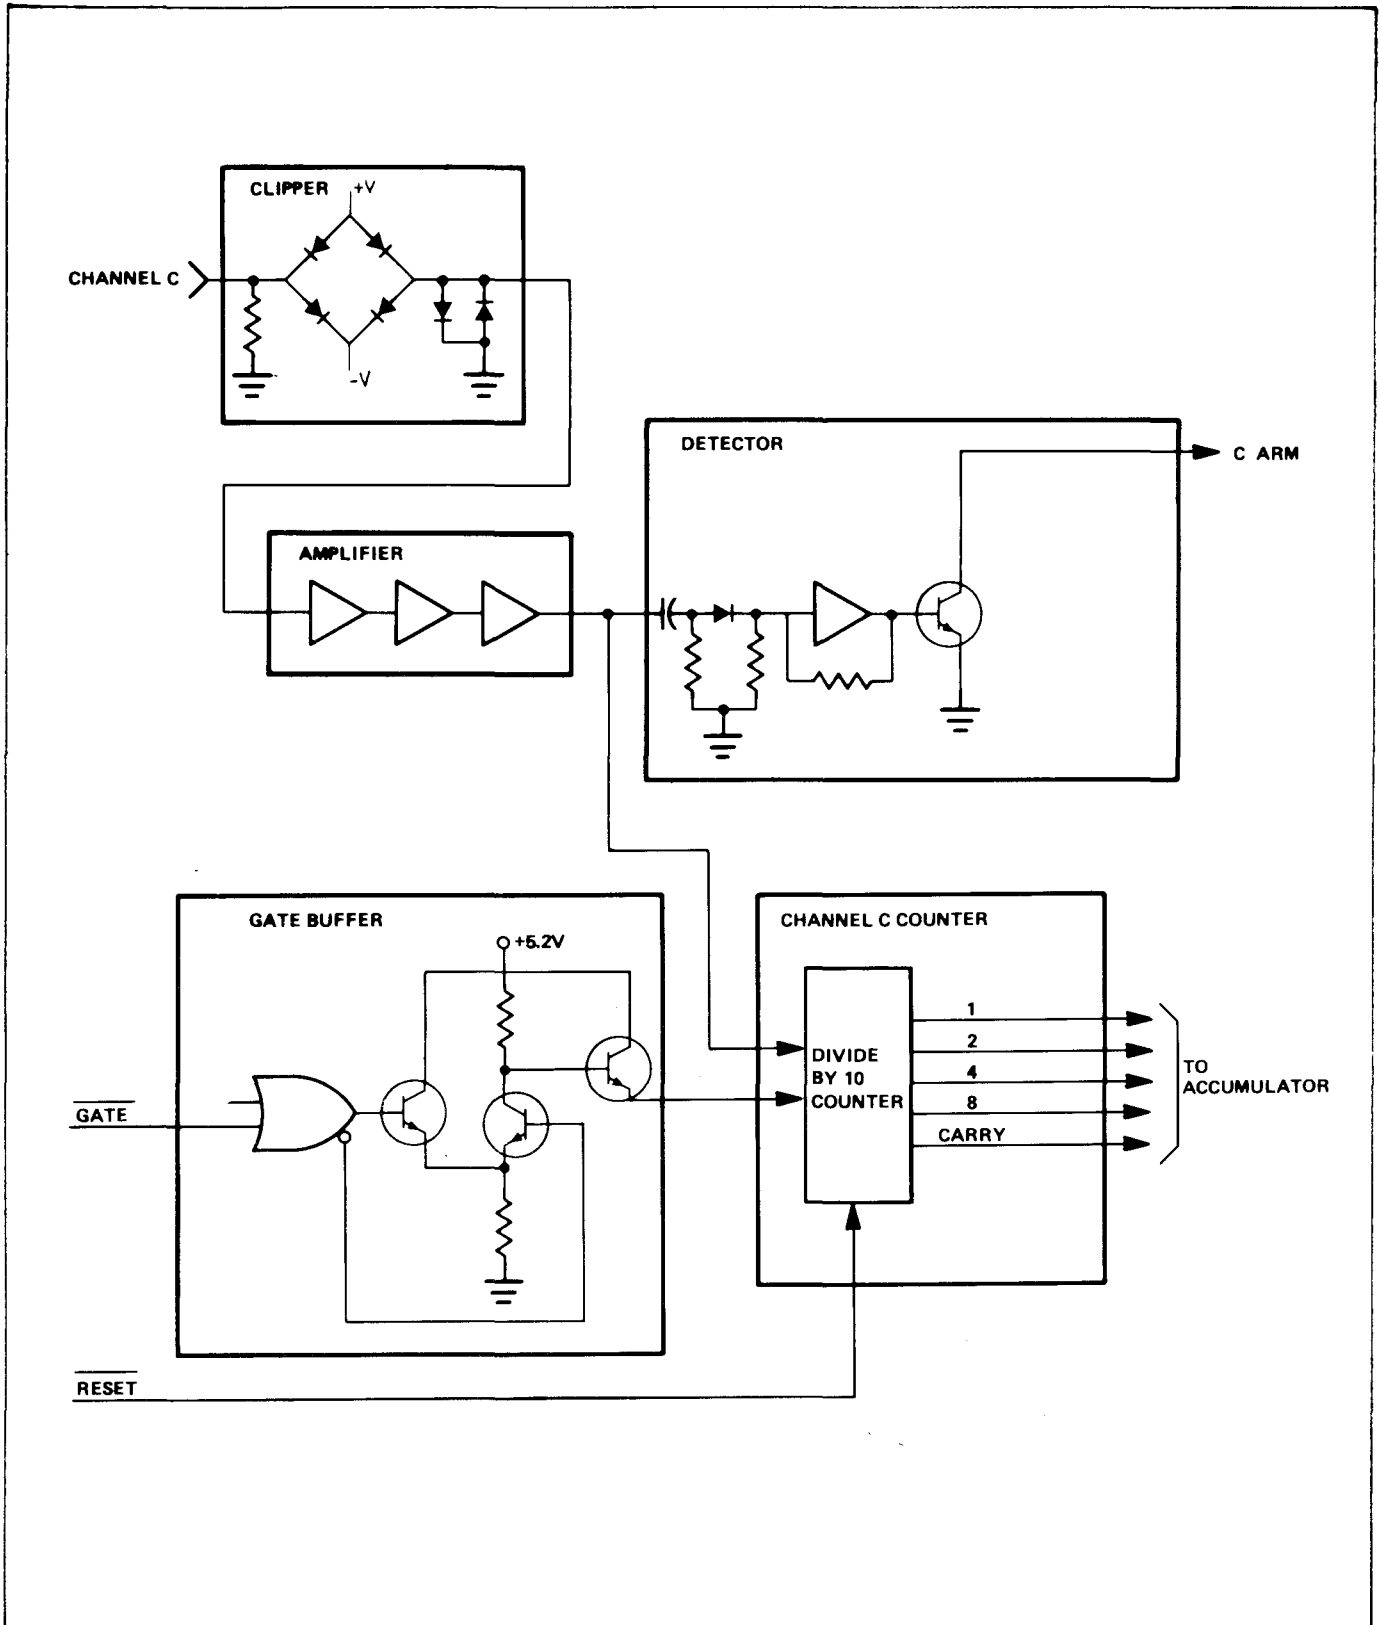 CLIPPER
+V
CHANNEL C
-V
DETECTOR
C ARM
AMPLIFIER
GATE BUFFER
+5.2V
CHANNEL C COUNTER
GATE
DIVIDE
BY 10
COUNTER
1
2
4
8
CARRY
TO
ACCUMULATOR
RESET